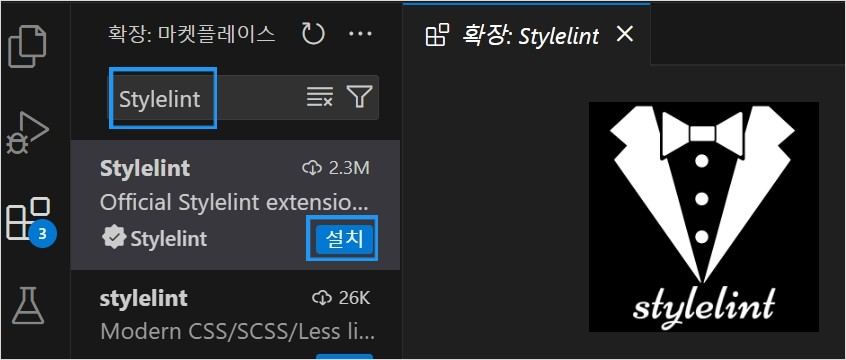 확장: 마켓플레이스
Stylelint
Stylelint 2.3M
Official Stylelint extensio...
Stylelint 설치
stylelint 26K
Modern CSS/SCSS/Less li...
3
확장: Stylelint
stylelint